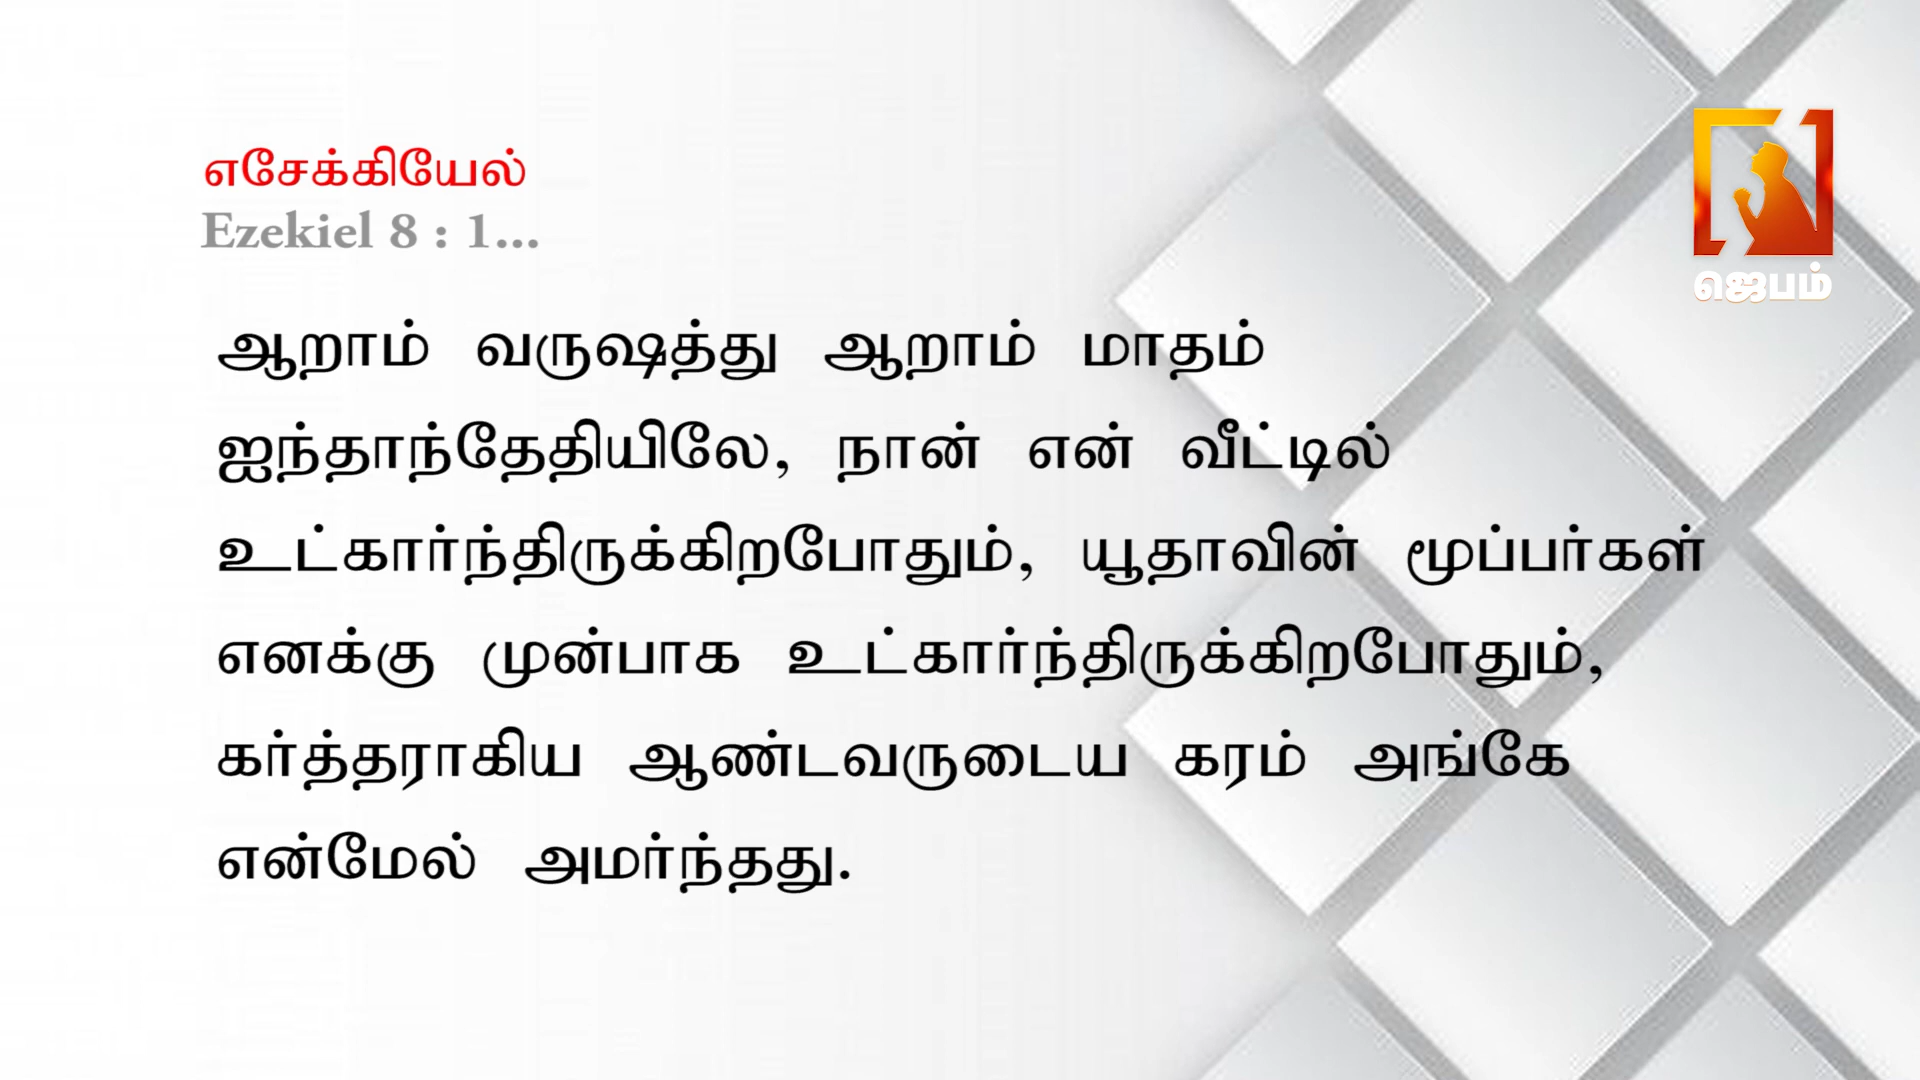 எசேக்கியேல்
Ezekiel 8 : 1...
ஜெபம்
ஆறாம் வருஷத்து ஆறாம் மாதம்
ஐந்தாந்தேதியிலே, நான் என் வீட்டில்
உட்கார்ந்திருக்கிறபோதும், யூதாவின் மூப்பர்கள்
எனக்கு முன்பாக உட்கார்ந்திருக்கிறபோதும்,
கர்த்தராகிய ஆண்டவருடைய கரம் அங்கே
என்மேல் அமர்ந்தது.